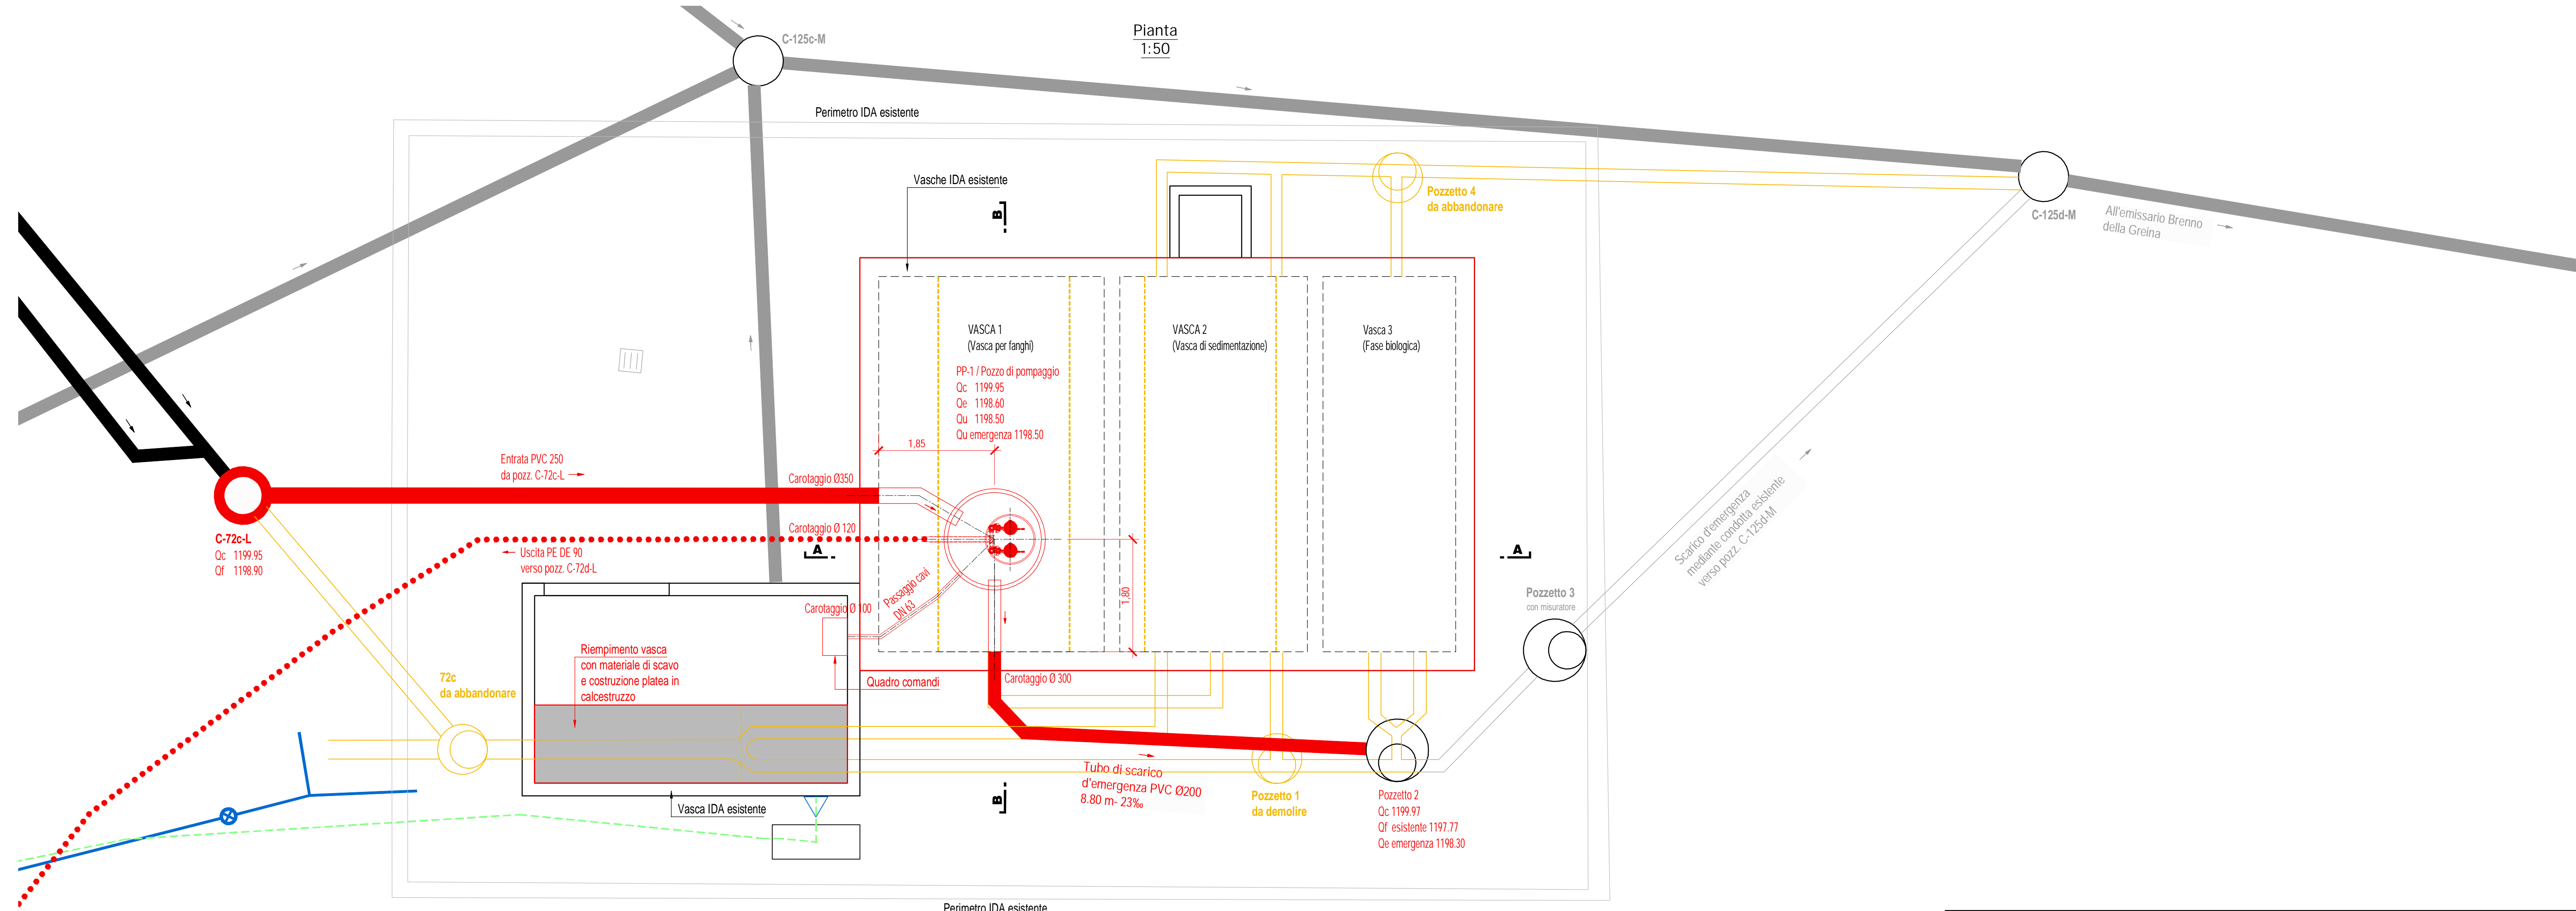 Pianta
1:50
C-125c-M
Perimetro IDA esistente
Vasche IDA esistente
B
Pozzetto 4
da abbandonare
C-125d-M
All'emissario Brenno
della Greina
VASCA 1
(Vasca per fanghi)
VASCA 2
(Vasca di sedimentazione)
Vasca 3
(Fase biologica)
PP-1 / Pozzo di pompaggio
Qc 1199.95
Qe 1198.60
Qu 1198.50
Qu emergenza 1198.50
1,85
Entrata PVC 250
da pozz. C-72c-L
Carotaggio Ø350
Carotaggio Ø 120
C-72c-L
Qc 1199.95
Qf 1198.90
Uscita PE DE 90
verso pozz. C-72d-L
A
A
Scarico d'emergenza
mediante condotta esistente
verso pozz. C-125d-M
Passaggio cavi
DN 63
Carotaggio Ø 100
1,80
Pozzetto 3
con misuratore
Riempimento vasca
con materiale di scavo
e costruzione platea in
calcestruzzo
Quadro comandi
Carotaggio Ø 300
72c
da abbandonare
Tubo di scarico
d'emergenza PVC Ø200
8.80 m- 23‰
B
Vasca IDA esistente
Pozzetto 1
da demolire
Pozzetto 2
Qc 1199.97
Qf esistente 1197.77
Qe emergenza 1198.30
Perimetro IDA esistente